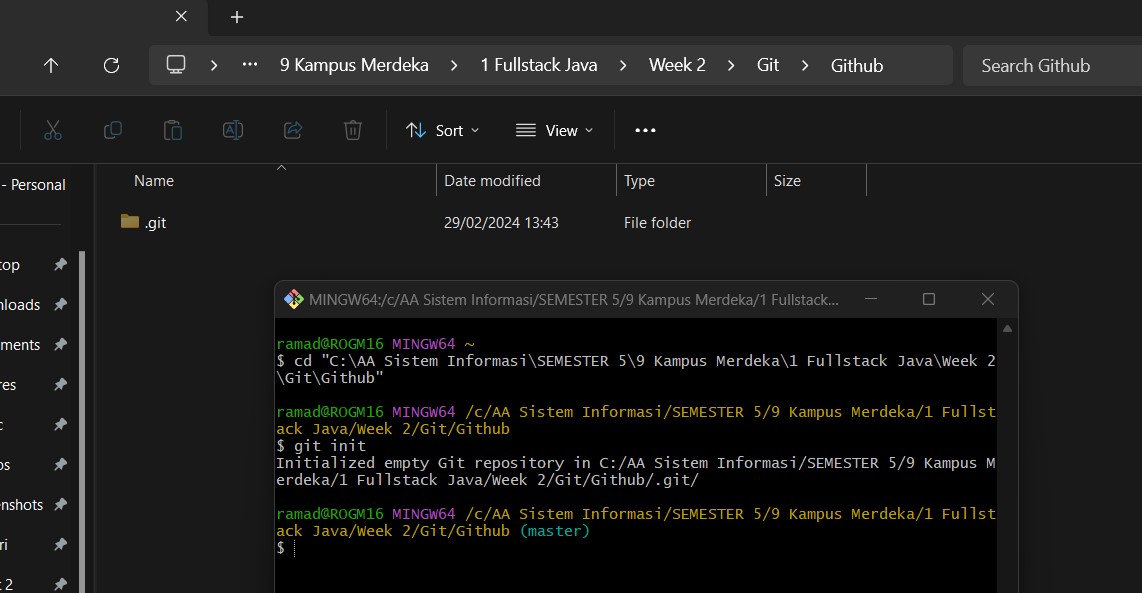 9 Kampus Merdeka > 1 Fullstack Java > Week 2 > Git > Github
Search Github
Sort
View
Name
Date modified
Type
Size
- Personal
.git
29/02/2024 13:43
File folder
top
nloads
ments
res
c
os
enshots
ri
t 2
MINGW64:/c/AA Sistem Informasi/SEMESTER 5/9 Kampus Merdeka/1 Fullstack...
ramad@ROGM16 MINGW64 ~
$ cd "C:\AA Sistem Informasi\SEMESTER 5\9 Kampus Merdeka\1 Fullstack Java\Week 2
\Git\Github"
ramad@ROGM16 MINGW64 /c/AA Sistem Informasi/SEMESTER 5/9 Kampus Merdeka/1 Fullst
ack Java/Week 2/Git/Github
$ git init
Initialized empty Git repository in C:/AA Sistem Informasi/SEMESTER 5/9 Kampus M
erdeka/1 Fullstack Java/Week 2/Git/Github/.git/
ramad@ROGM16 MINGW64 /c/AA Sistem Informasi/SEMESTER 5/9 Kampus Merdeka/1 Fullst
ack Java/Week 2/Git/Github (master)
$